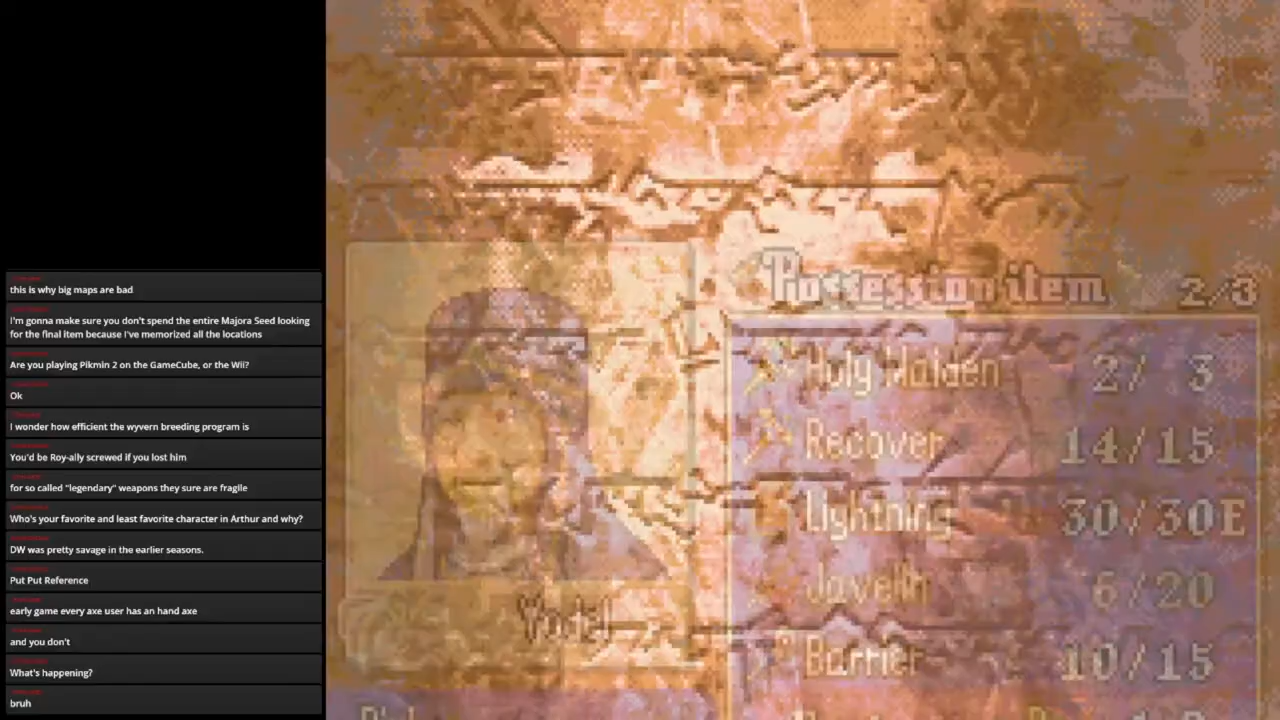 this is why big maps are bad
I'm gonna make sure you don't spend the entire Majora Seed looking
for the final item because I've memorized all the locations
Are you playing Pikmin 2 on the GameCube, or the Wii?
Ok
I wonder how efficient the wyvern breeding program is
You'd be Roy-ally screwed if you lost him
for so called "legendary" weapons they sure are fragile
Who's your favorite and least favorite character in Arthur and why?
DW was pretty savage in the earlier seasons.
Put Put Reference
early game every axe user has an hand axe
and you don't
What's happening?
bruh
Possession item 2/3
Holy Maiden 2/ 3
Recover 14/15
Lightning 30/30E
Javelin 6/20
Yodel
Barrier 10/15